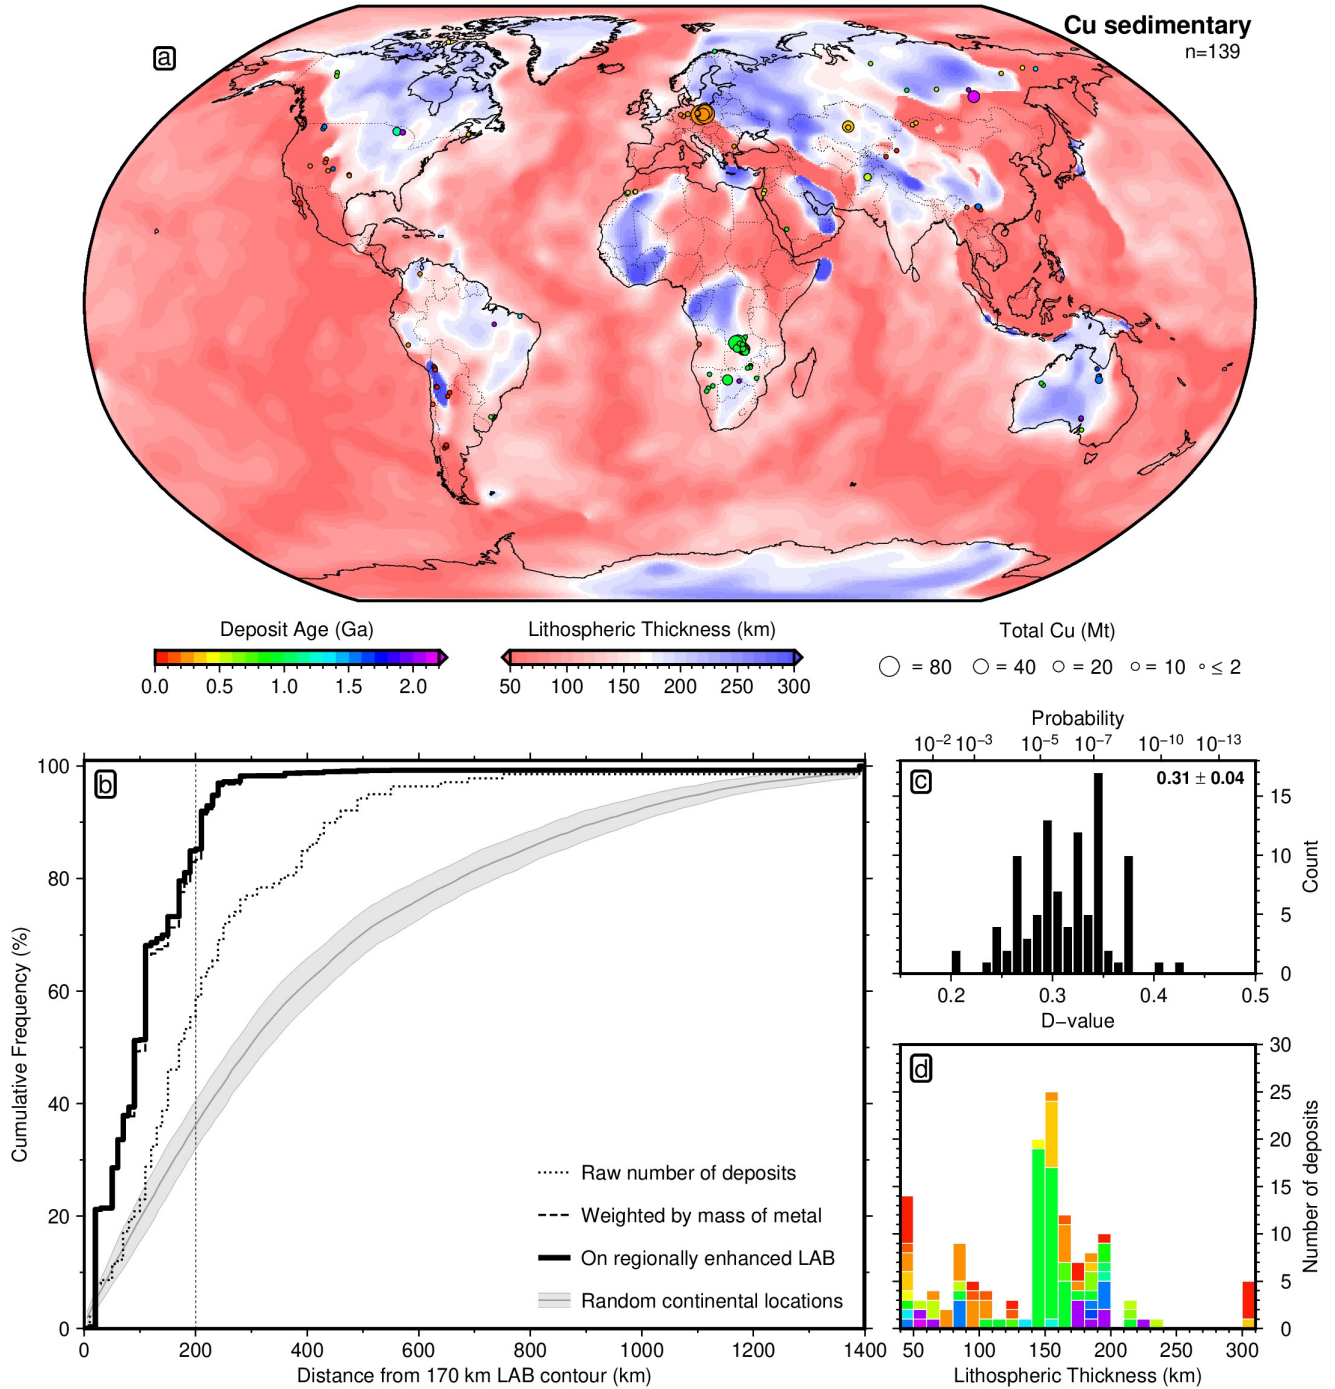 Cu sedimentary
n=139
a
Deposit Age (Ga)
0.0 0.5 1.0 1.5 2.0
Lithospheric Thickness (km)
50 100 150 200 250 300
Total Cu (Mt)
= 80 = 40 = 20 = 10 ≤ 2
b
100
80
60
40
20
0
Cumulative Frequency (%)
0 200 400 600 800 1000 1200 1400
Distance from 170 km LAB contour (km)
Raw number of deposits
Weighted by mass of metal
On regionally enhanced LAB
Random continental locations
Probability
10−2 10−3 10−5 10−7 10−10 10−13
c
0.31 ± 0.04
15
10
5
0
Count
0.2 0.3 0.4 0.5
D−value
d
30
25
20
15
10
5
0
Number of deposits
50 100 150 200 250 300
Lithospheric Thickness (km)